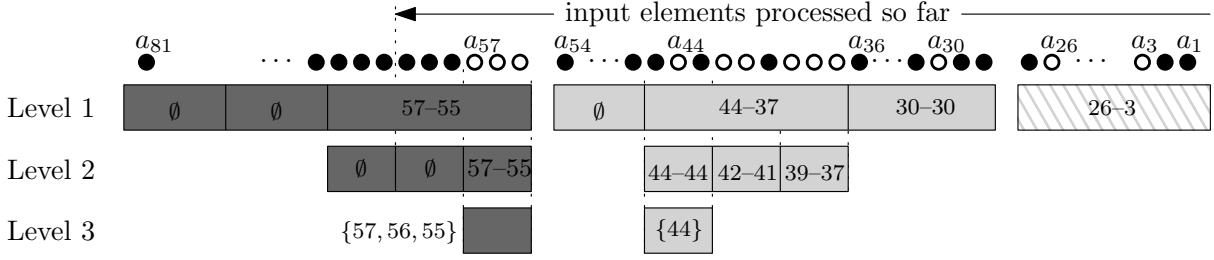 input elements processed so far
a81 ··· a57 a54 ··· a44 a36 ··· a30 a26 ··· a3 a1
Level 1 ∅ ∅ 57–55 ∅ 44–37 30–30 26–3
Level 2 ∅ ∅ 57–55 44–44 42–41 39–37
Level 3 {57, 56, 55} {44}